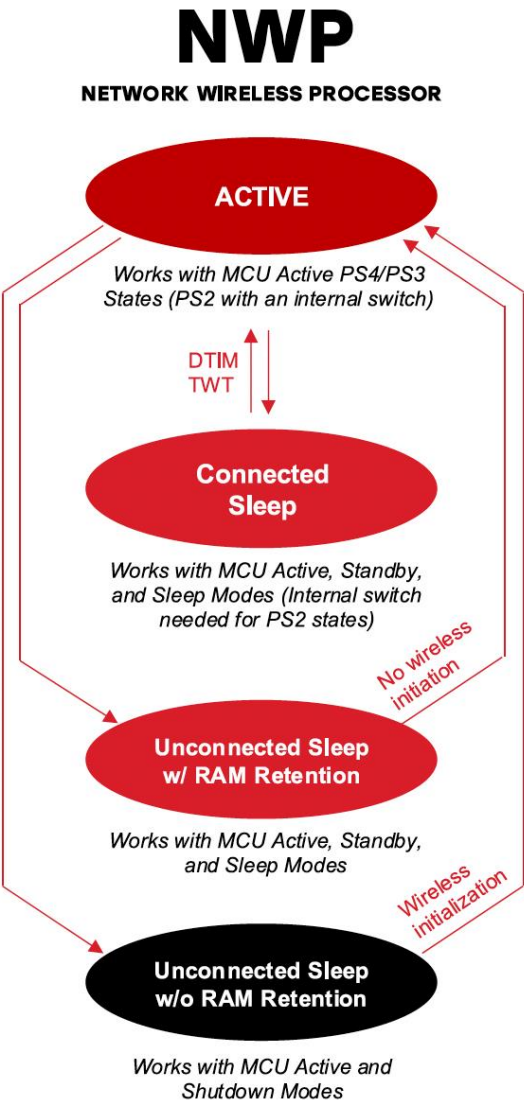 NWP
NETWORK WIRELESS PROCESSOR
ACTIVE
Works with MCU Active PS4/PS3
States (PS2 with an internal switch)
DTIM
TWT
Connected
Sleep
Works with MCU Active, Standby,
and Sleep Modes (Internal switch
needed for PS2 states)
No wireless
initiation
Unconnected Sleep
w/ RAM Retention
Works with MCU Active, Standby,
and Sleep Modes
Wireless
initialization
Unconnected Sleep
w/o RAM Retention
Works with MCU Active and
Shutdown Modes